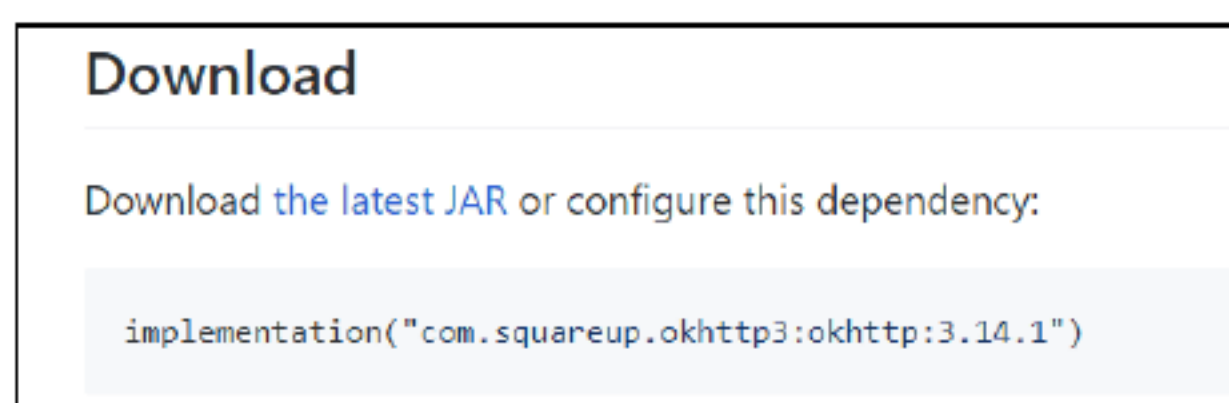 Download
Download the latest JAR or configure this dependency:
implementation("com.squareup.okhttp3:okhttp:3.14.1")